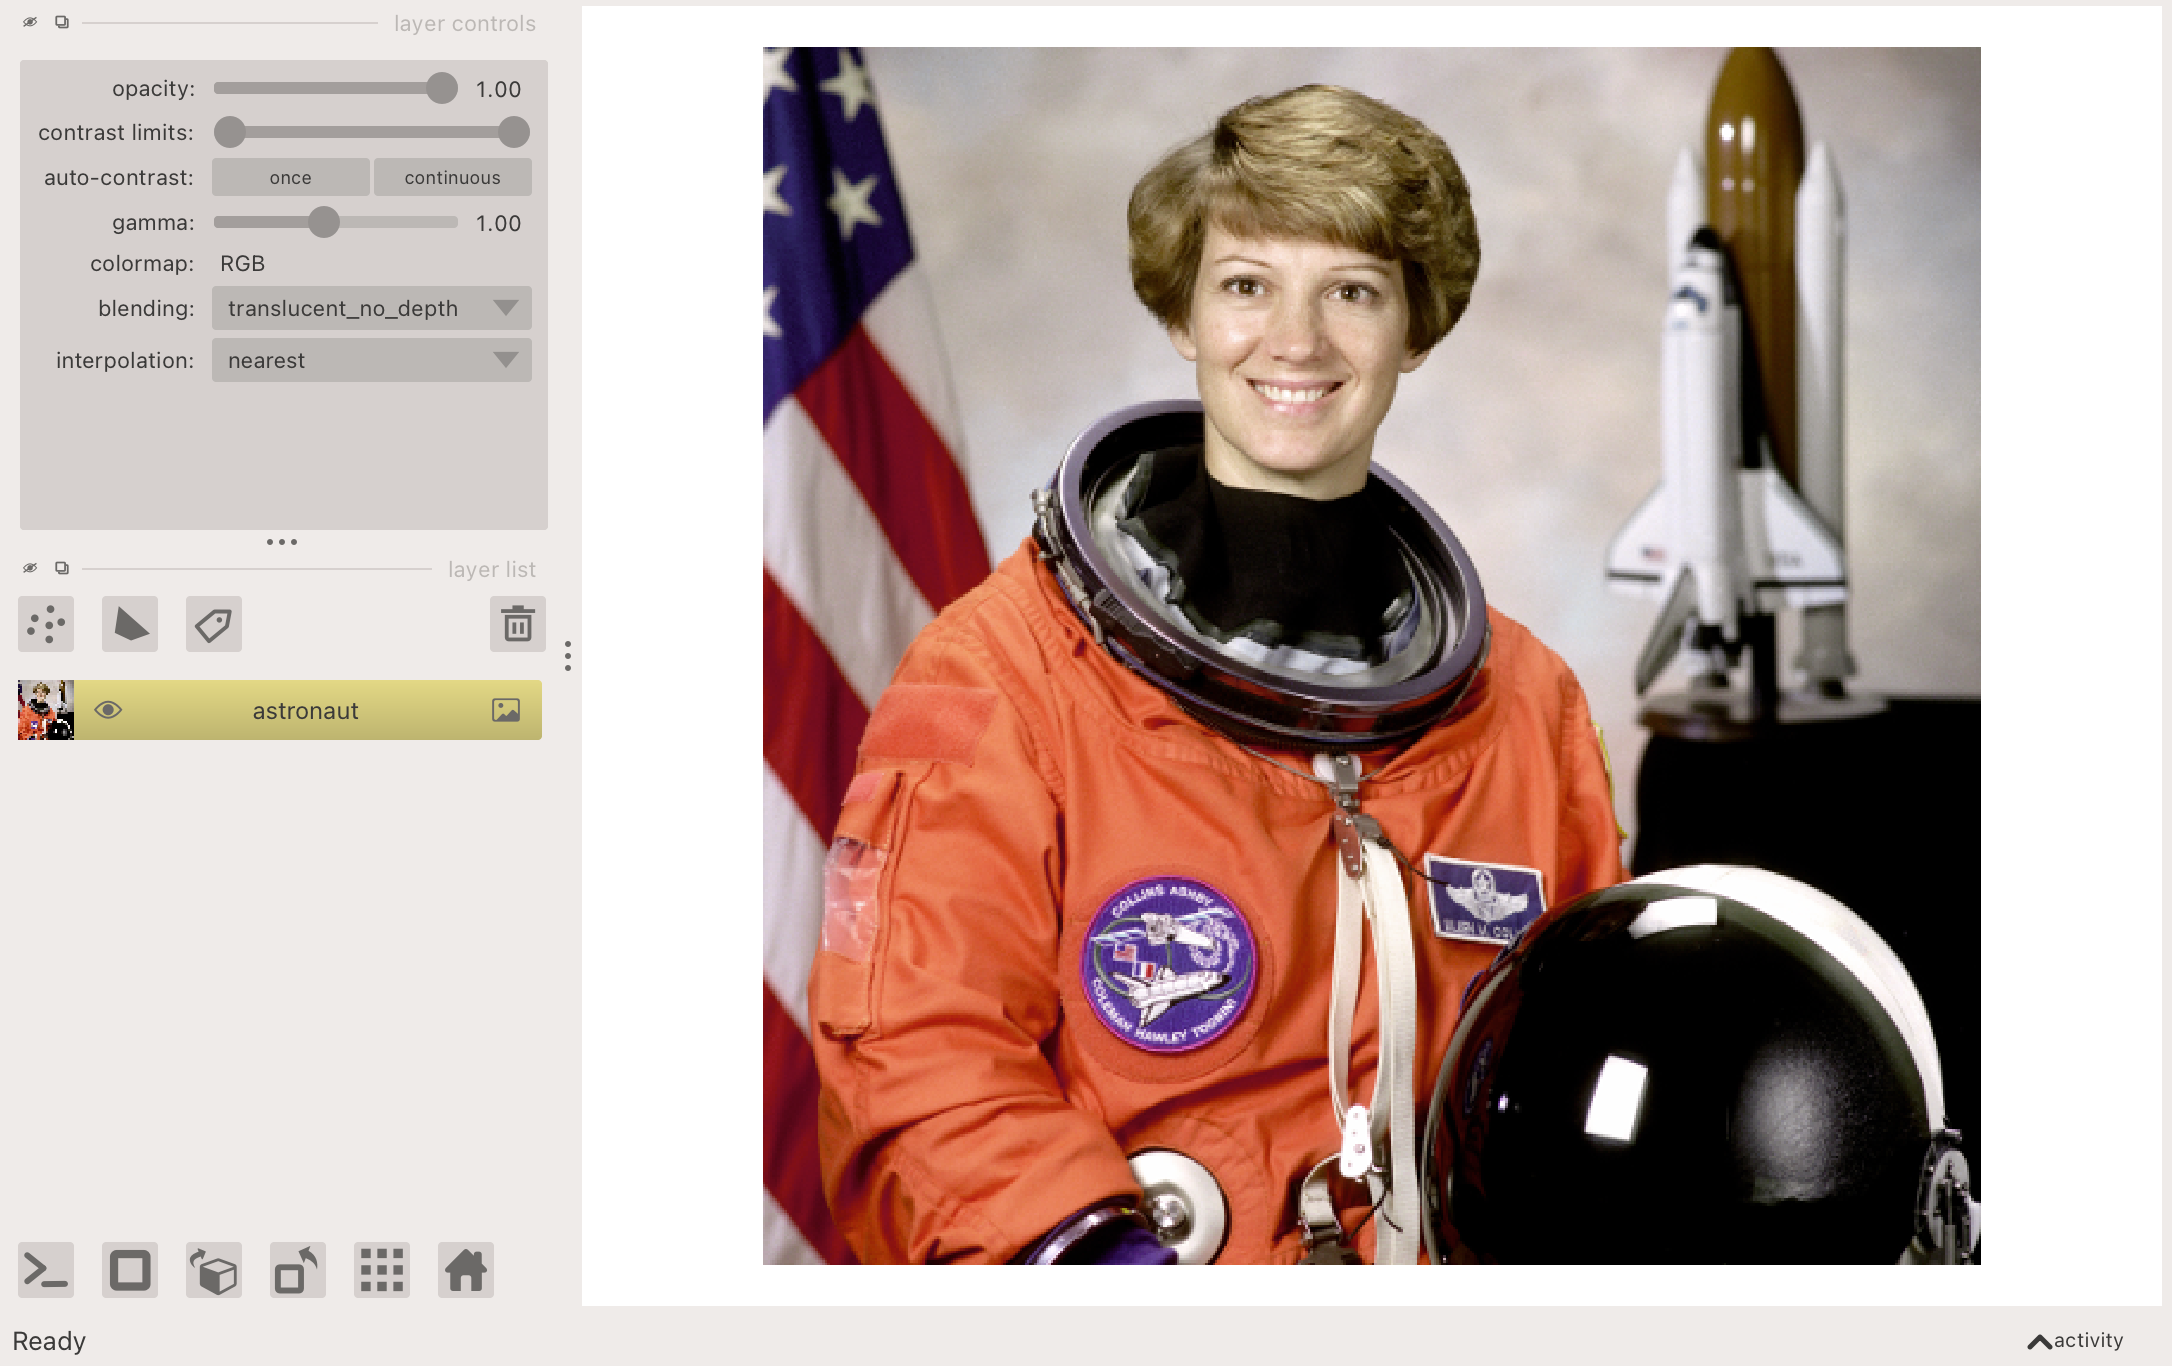 layer controls
opacity: 1.00
contrast limits:
auto-contrast: once continuous
gamma: 1.00
colormap: RGB
blending: translucent_no_depth
interpolation: nearest
layer list
astronaut
COLLINS ASHBY
COLEMAN HAWLEY TOGNINI
Ready
activity